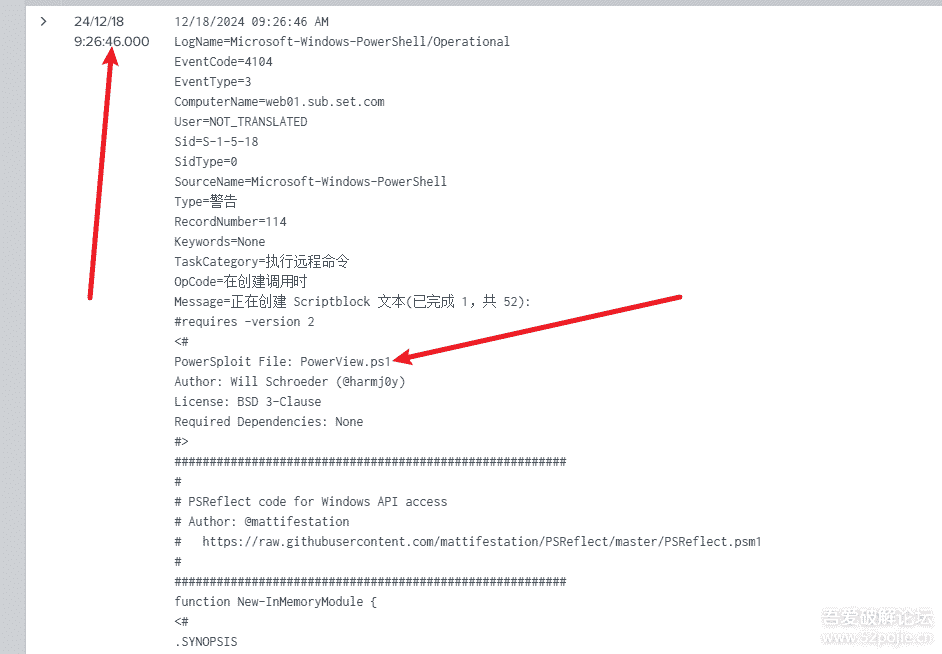 24/12/18
9:26:46.000
12/18/2024 09:26:46 AM
LogName=Microsoft-Windows-PowerShell/Operational
EventCode=4104
EventType=3
ComputerName=web01.sub.set.com
User=NOT_TRANSLATED
Sid=S-1-5-18
SidType=0
SourceName=Microsoft-Windows-PowerShell
Type=警告
RecordNumber=114
Keywords=None
TaskCategory=执行远程命令
OpCode=在创建调用时
Message=正在创建 Scriptblock 文本(已完成 1，共 52):
#requires -version 2
<#
PowerSploit File: PowerView.ps1
Author: Will Schroeder (@harmj0y)
License: BSD 3-Clause
Required Dependencies: None
#>
########################################################
#
# PSReflect code for Windows API access
# Author: @mattifestation
#   https://raw.githubusercontent.com/mattifestation/PSReflect/master/PSReflect.psm1
#
########################################################
function New-InMemoryModule {
<#
.SYNOPSIS
吾爱破解论坛
www.52pojie.cn